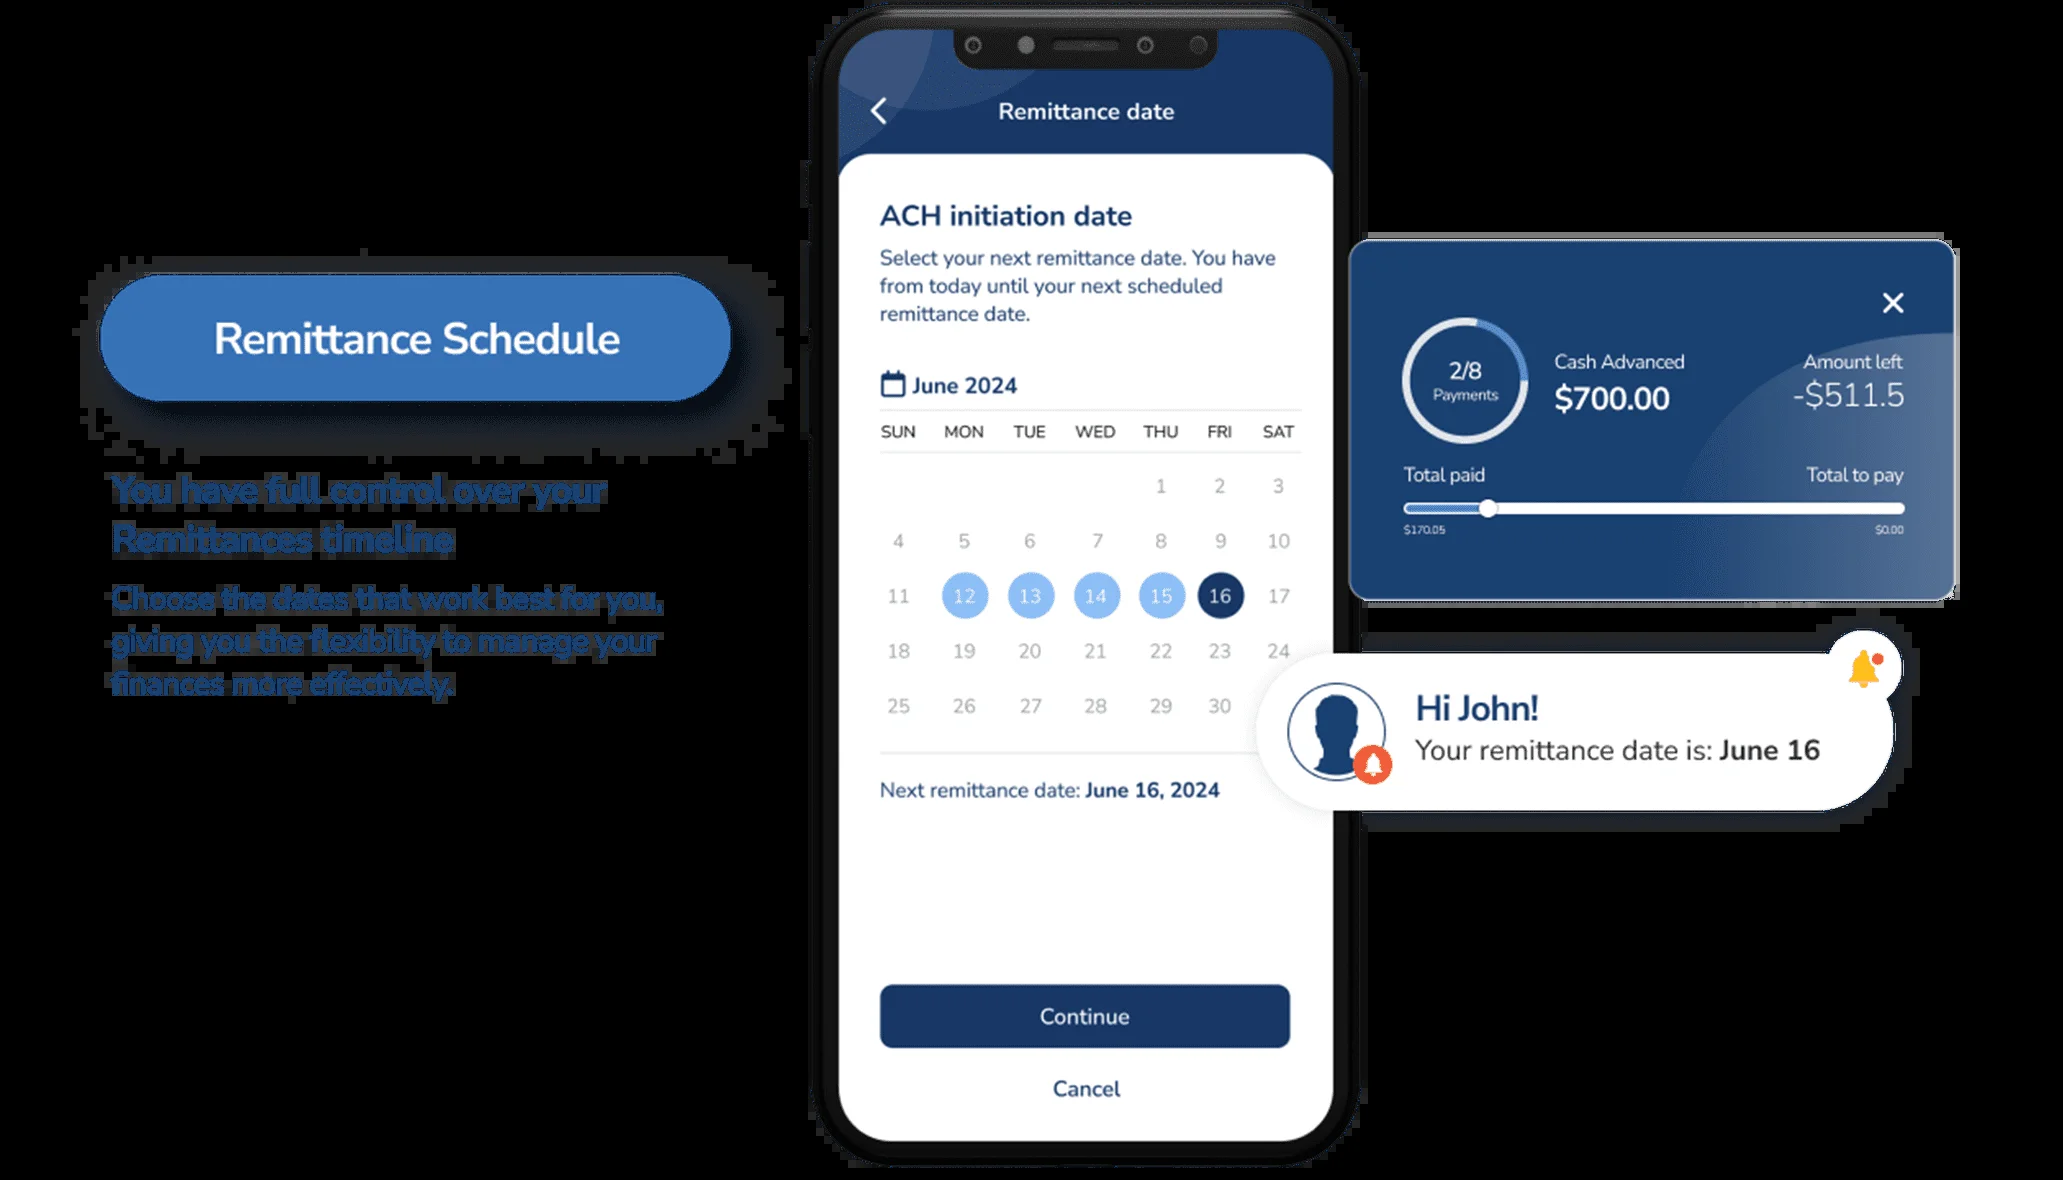 Remittance Schedule
You have full control over your
Remittances timeline
Choose the dates that work best for you,
giving you the flexibility to manage your
finances more effectively.
Remittance date
ACH initiation date
Select your next remittance date. You have
from today until your next scheduled
remittance date.
June 2024
SUN MON TUE WED THU FRI SAT
1 2 3
4 5 6 7 8 9 10
11 12 13 14 15 16 17
18 19 20 21 22 23 24
25 26 27 28 29 30
Next remittance date: June 16, 2024
Continue
Cancel
2/8
Payments
Cash Advanced
$700.00
Amount left
-$511.5
Total paid
Total to pay
$170.05
$0.00
Hi John!
Your remittance date is: June 16